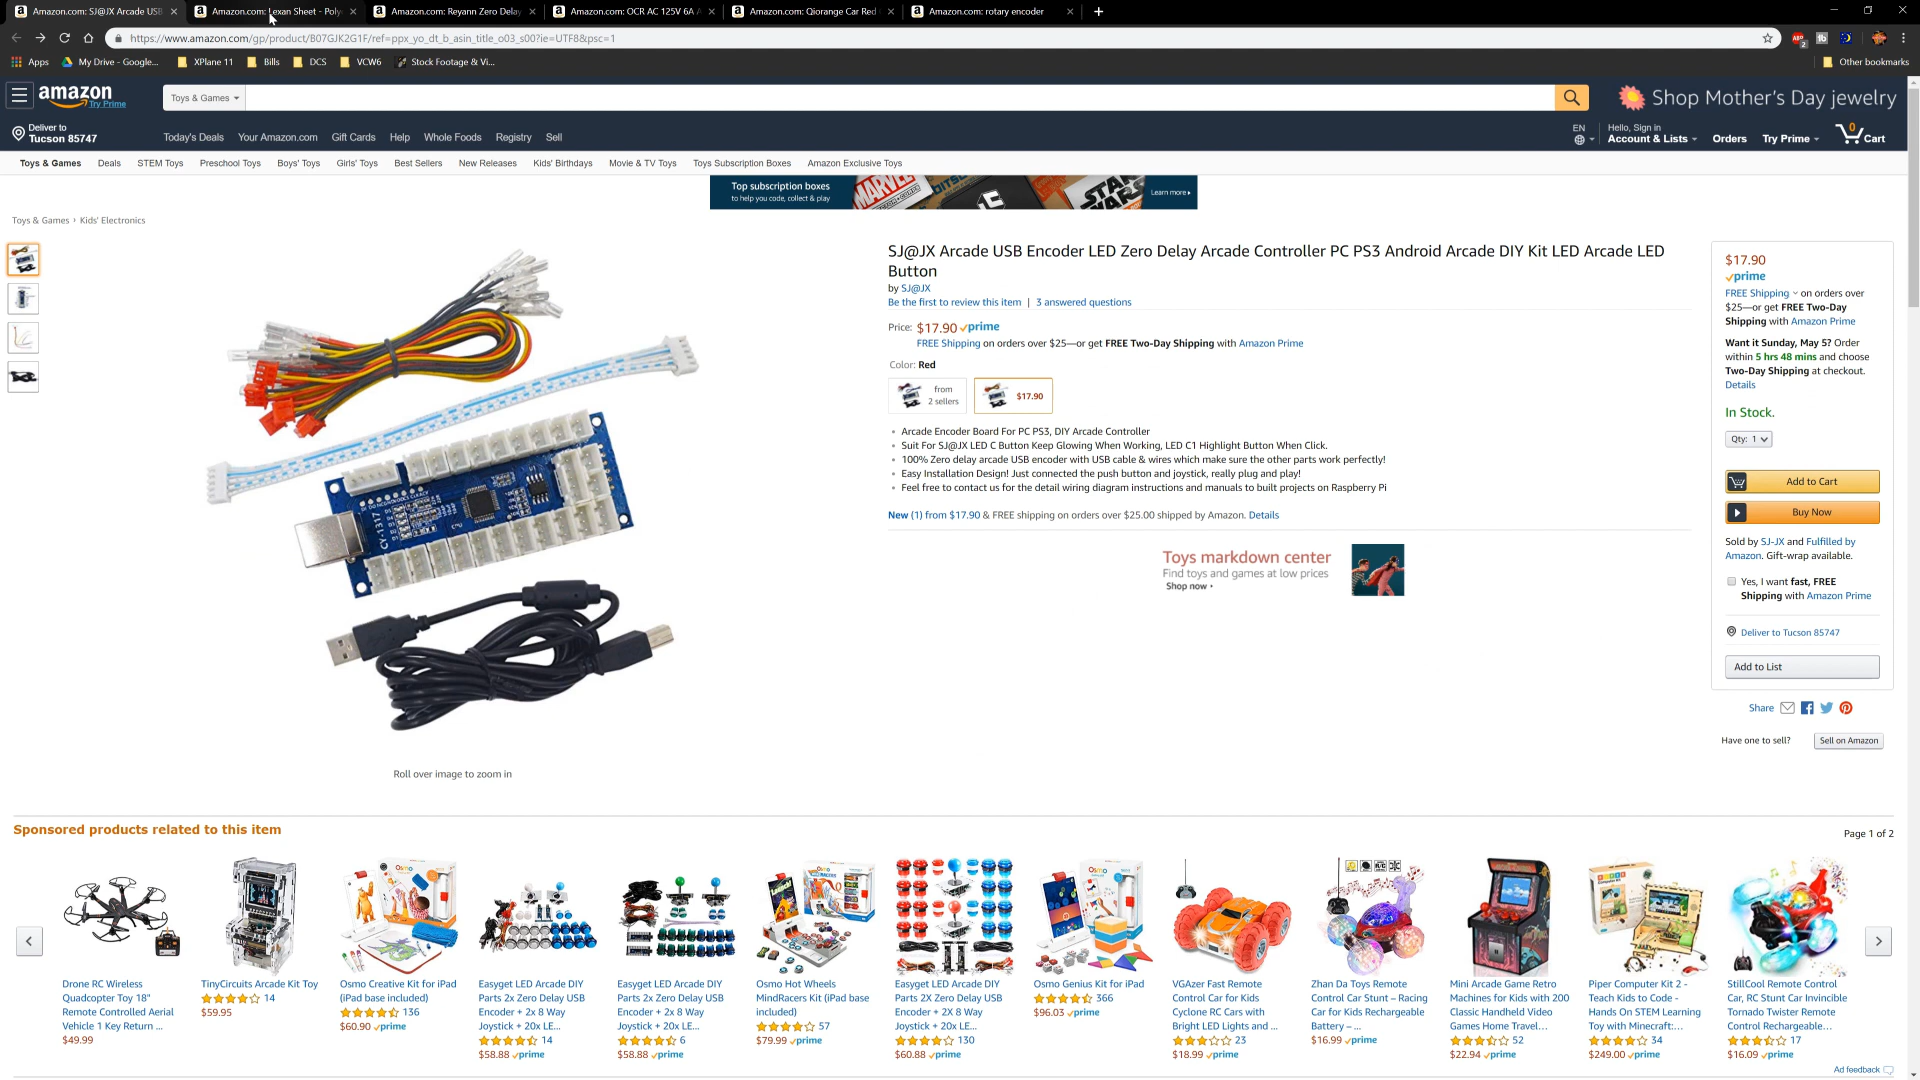 Amazon.com: SJ@JX Arcade USB
Amazon.com: Lexan Sheet - Poly
Amazon.com: Reyann Zero Delay
Amazon.com: OCR AC 125V 6A
Amazon.com: Qiorange Car Red
Amazon.com: rotary encoder
https://www.amazon.com/gp/product/B07GJK2G1F/ref=ppx_yo_dt_b_asin_title_o03_s00?ie=UTF8&psc=1
Apps My Drive - Google... XPlane 11 Bills DCS VCW6 Stock Footage & Vi... Other bookmarks
amazon
Try Prime
Toys & Games
Shop Mother's Day jewelry
Deliver to
Tucson 85747
Today's Deals Your Amazon.com Gift Cards Help Whole Foods Registry Sell
EN
Hello, Sign in
Account & Lists Orders Try Prime 0 Cart
Toys & Games Deals STEM Toys Preschool Toys Boys' Toys Girls' Toys Best Sellers New Releases Kids' Birthdays Movie & TV Toys Toys Subscription Boxes Amazon Exclusive Toys
Top subscription boxes
to help you code, collect & play
MARVEL
STAR
Learn more
Toys & Games › Kids' Electronics
CY-1317
Roll over image to zoom in
SJ@JX Arcade USB Encoder LED Zero Delay Arcade Controller PC PS3 Android Arcade DIY Kit LED Arcade LED
Button
by SJ@JX
Be the first to review this item | 3 answered questions
Price: $17.90 prime
FREE Shipping on orders over $25—or get FREE Two-Day Shipping with Amazon Prime
Color: Red
from
2 sellers
$17.90
Arcade Encoder Board For PC PS3, DIY Arcade Controller
Suit For SJ@JX LED C Button Keep Glowing When Working, LED C1 Highlight Button When Click.
100% Zero delay arcade USB encoder with USB cable & wires which make sure the other parts work perfectly!
Easy Installation Design! Just connected the push button and joystick, really plug and play!
Feel free to contact us for the detail wiring diagram instructions and manuals to built projects on Raspberry Pi
New (1) from $17.90 & FREE shipping on orders over $25.00 shipped by Amazon. Details
Toys markdown center
Find toys and games at low prices
Shop now
$17.90
prime
FREE Shipping on orders over
$25—or get FREE Two-Day
Shipping with Amazon Prime
Want it Sunday, May 5? Order
within 5 hrs 48 mins and choose
Two-Day Shipping at checkout.
Details
In Stock.
Qty: 1
Add to Cart
Buy Now
Sold by SJ-JX and Fulfilled by
Amazon. Gift-wrap available.
Yes, I want fast, FREE
Shipping with Amazon Prime
Deliver to Tucson 85747
Add to List
Share
Have one to sell? Sell on Amazon
Sponsored products related to this item
Page 1 of 2
Drone RC Wireless
Quadcopter Toy 18"
Remote Controlled Aerial
Vehicle 1 Key Return ...
$49.99
TinyCircuits Arcade Kit Toy
14
$59.95
Osmo Creative Kit for iPad
(iPad base included)
136
$60.90 prime
Easyget LED Arcade DIY
Parts 2x Zero Delay USB
Encoder + 2x 8 Way
Joystick + 20x LE...
14
$58.88 prime
Easyget LED Arcade DIY
Parts 2x Zero Delay USB
Encoder + 2x 8 Way
Joystick + 20x LE...
6
$58.88 prime
Osmo Hot Wheels
MindRacers Kit (iPad base
included)
57
$79.99 prime
Easyget LED Arcade DIY
Parts 2X Zero Delay USB
Encoder + 2X 8 Way
Joystick + 20x LE...
130
$60.88 prime
Osmo Genius Kit for iPad
366
$96.03 prime
VGAzer Fast Remote
Control Car for Kids
Cyclone RC Cars with
Bright LED Lights and ...
23
$18.99 prime
Zhan Da Toys Remote
Control Car Stunt – Racing
Car for Kids Rechargeable
Battery – ...
$16.99 prime
Mini Arcade Game Retro
Machines for Kids with 200
Classic Handheld Video
Games Home Travel...
52
$22.94 prime
Piper Computer Kit 2 -
Teach Kids to Code -
Hands On STEM Learning
Toy with Minecraft:...
34
$249.00 prime
StillCool Remote Control
Car, RC Stunt Car Invincible
Tornado Twister Remote
Control Rechargeable...
17
$16.09 prime
Ad feedback